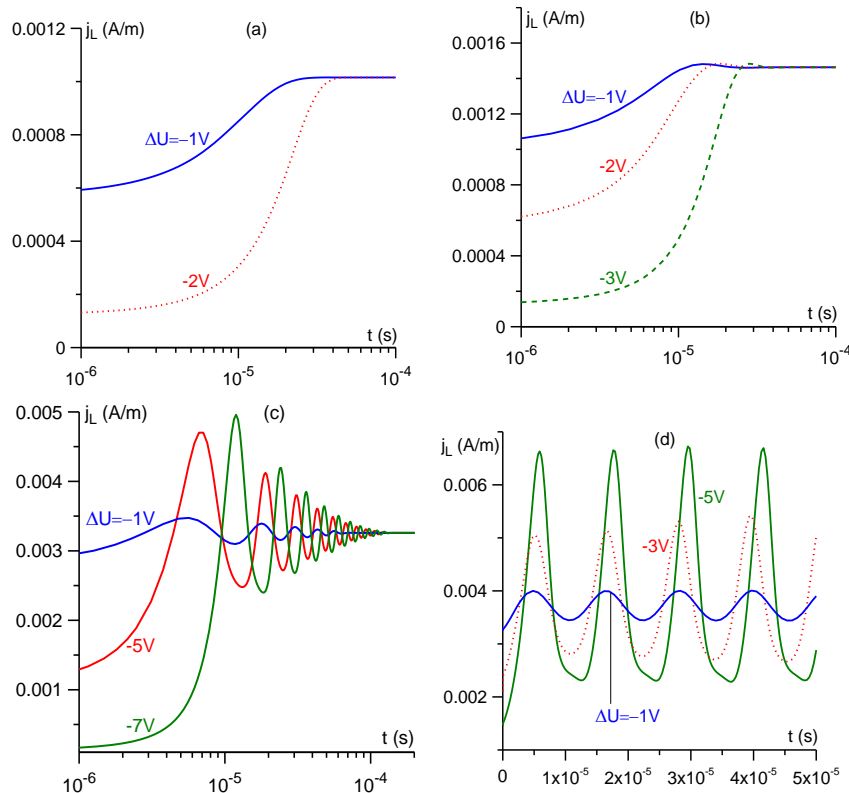 j_L (A/m)
(a)
0.0012
0.0008
0.0004
0
ΔU=−1V
-2V
t (s)
10^-6
10^-5
10^-4
j_L (A/m)
(b)
0.0016
0.0012
0.0008
0.0004
0
ΔU=−1V
-2V
-3V
t (s)
10^-6
10^-5
10^-4
j_L (A/m)
(c)
0.005
0.004
0.003
0.002
0.001
ΔU=−1V
-5V
-7V
t (s)
10^-6
10^-5
10^-4
j_L (A/m)
(d)
0.006
0.004
0.002
-5V
-3V
ΔU=−1V
t (s)
0
1x10^-5
2x10^-5
3x10^-5
4x10^-5
5x10^-5